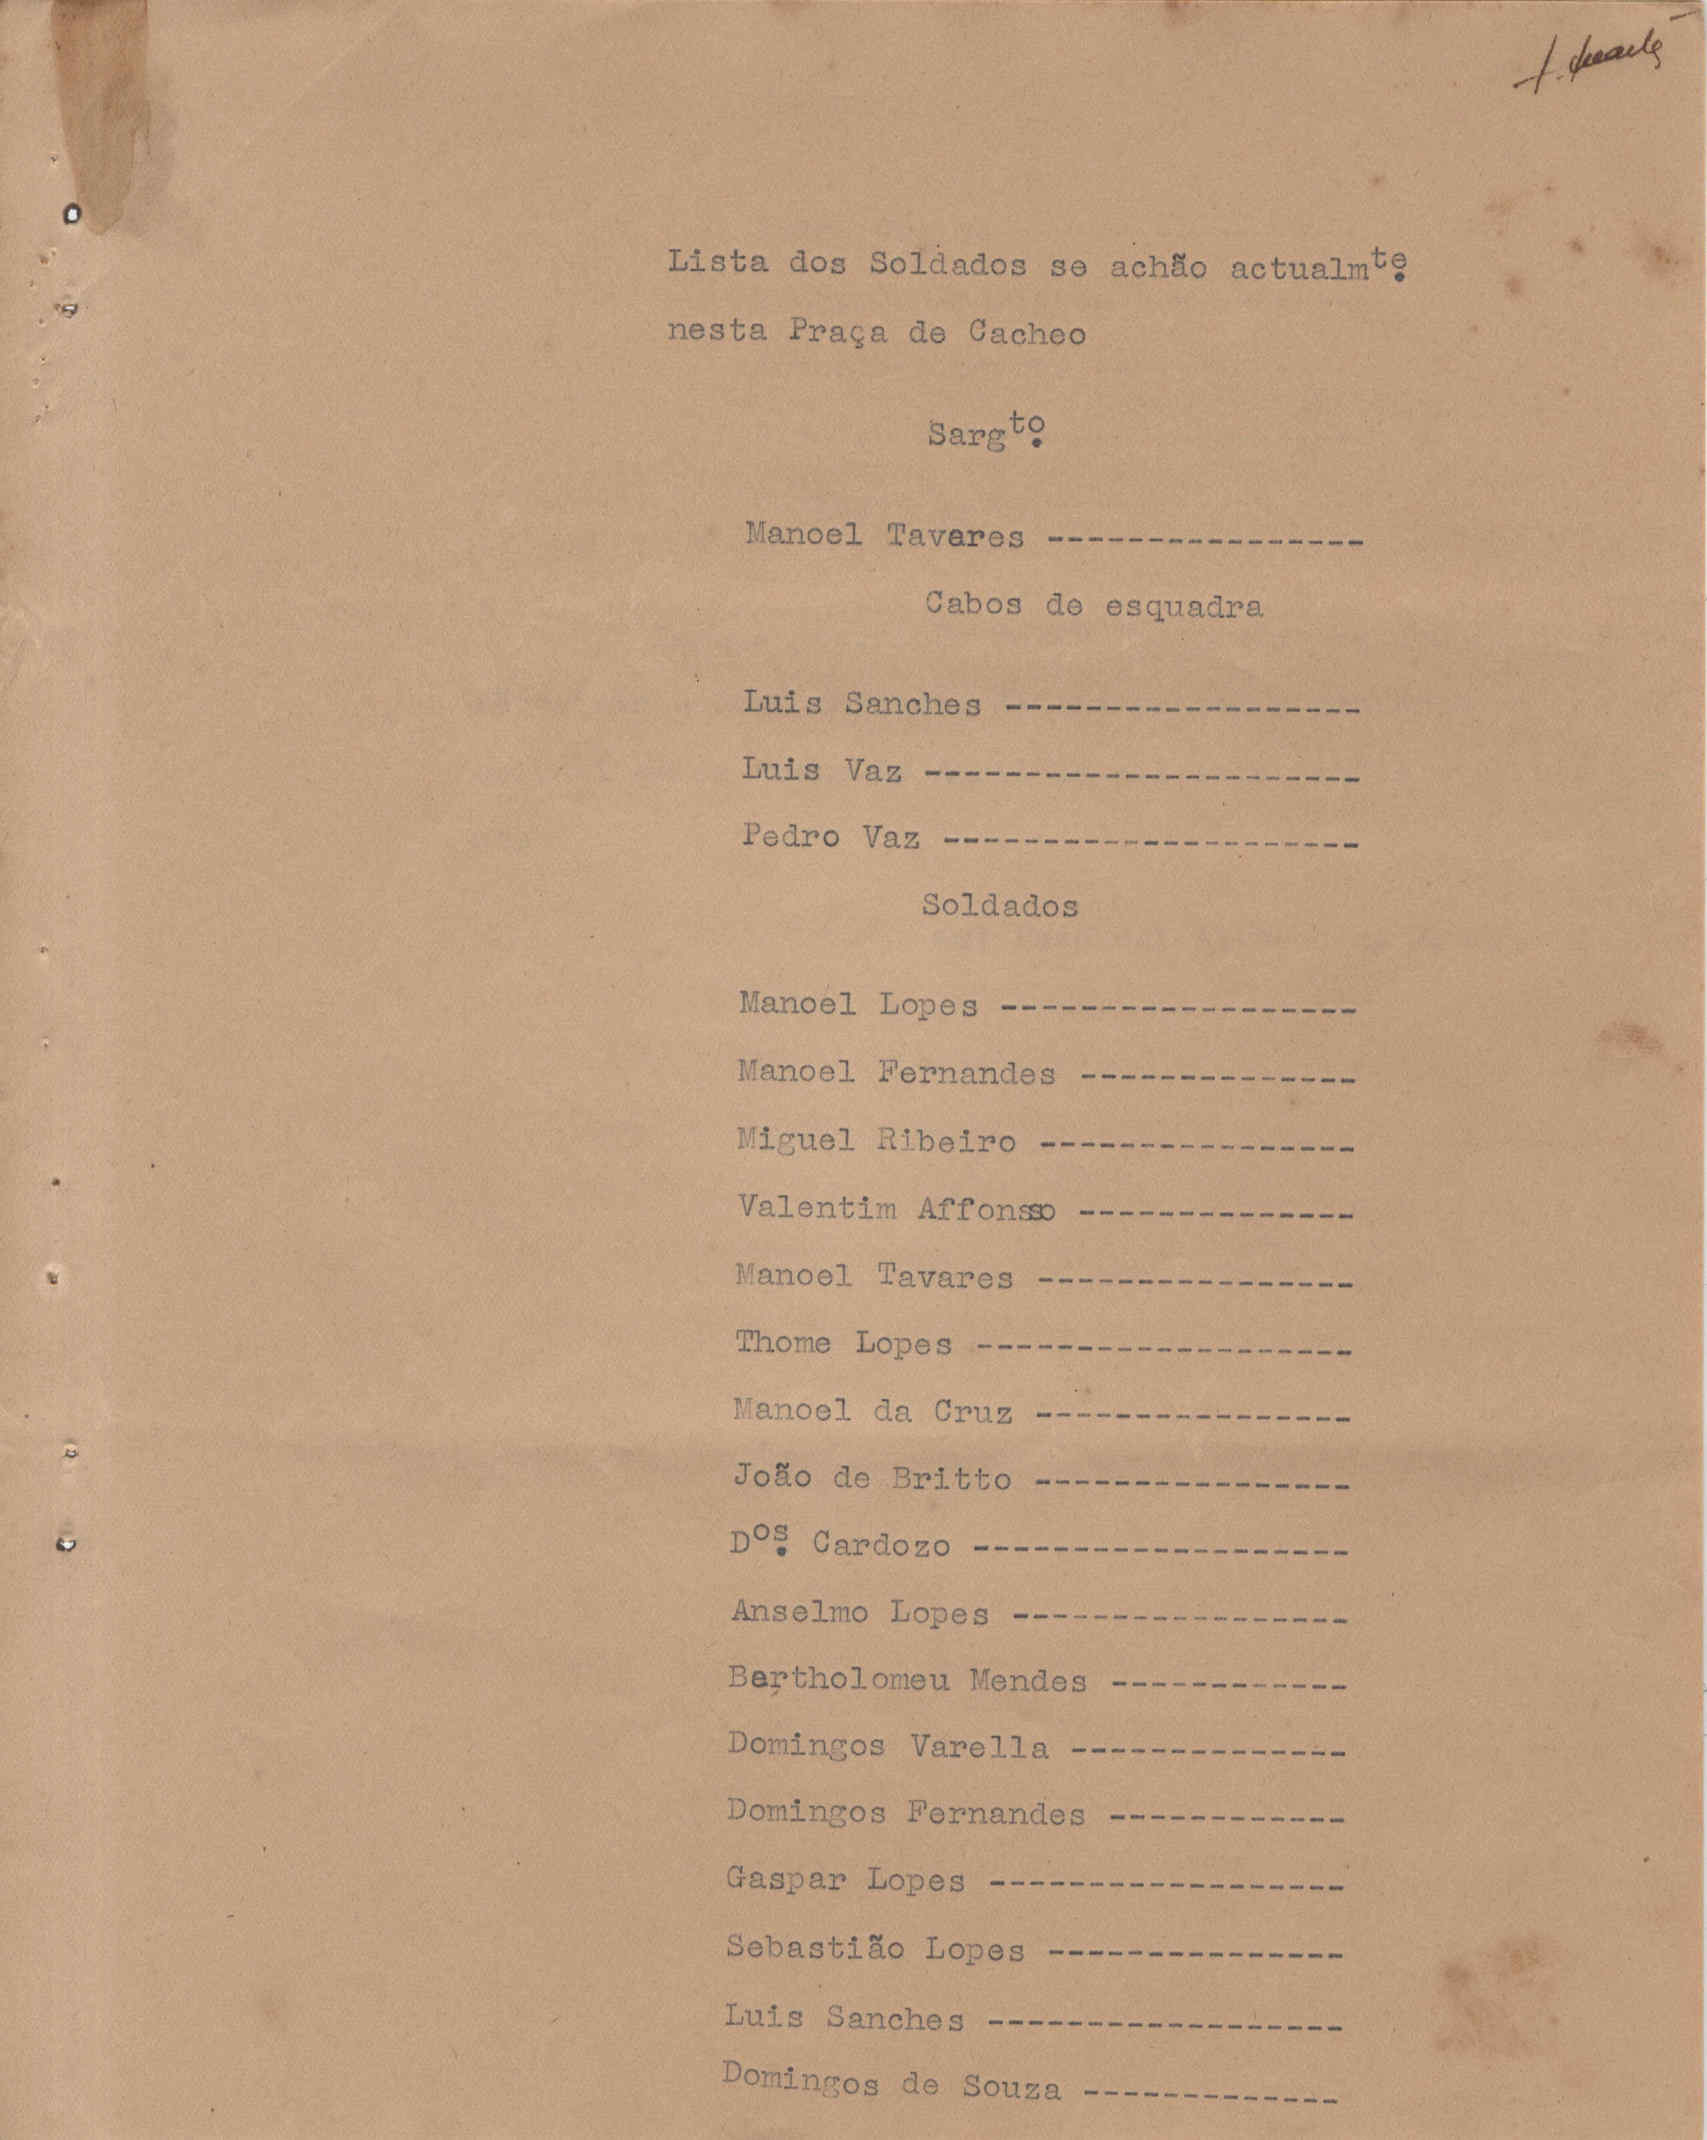 Lista dos Soldados se achão actualmte.
nesta Praça de Cacheo
Sargto.
Manoel Tavares ----------------
Cabos de esquadra
Luis Sanches ------------------
Luis Vaz ----------------------
Pedro Vaz ---------------------
Soldados
Manoel Lopes ------------------
Manoel Fernandes --------------
Miguel Ribeiro ----------------
Valentim Affonsso --------------
Manoel Tavares ----------------
Thome Lopes -------------------
Manoel da Cruz ----------------
João de Britto ----------------
Dos. Cardozo -------------------
Anselmo Lopes -----------------
Bertholomeu Mendes ------------
Domingos Varella --------------
Domingos Fernandes ------------
Gaspar Lopes ------------------
Sebastião Lopes ---------------
Luis Sanches ------------------
Domingos de Souza -------------